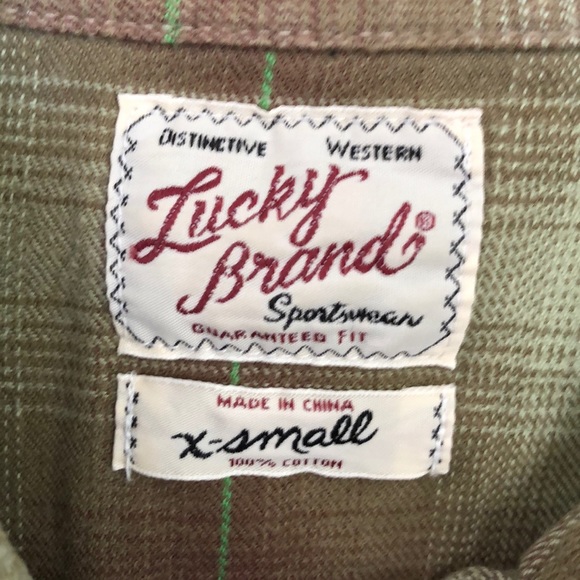 DISTINCTIVE WESTERN
Lucky
Brand®
Sportswear
GUARANTEED FIT
MADE IN CHINA
x-small
100% COTTON